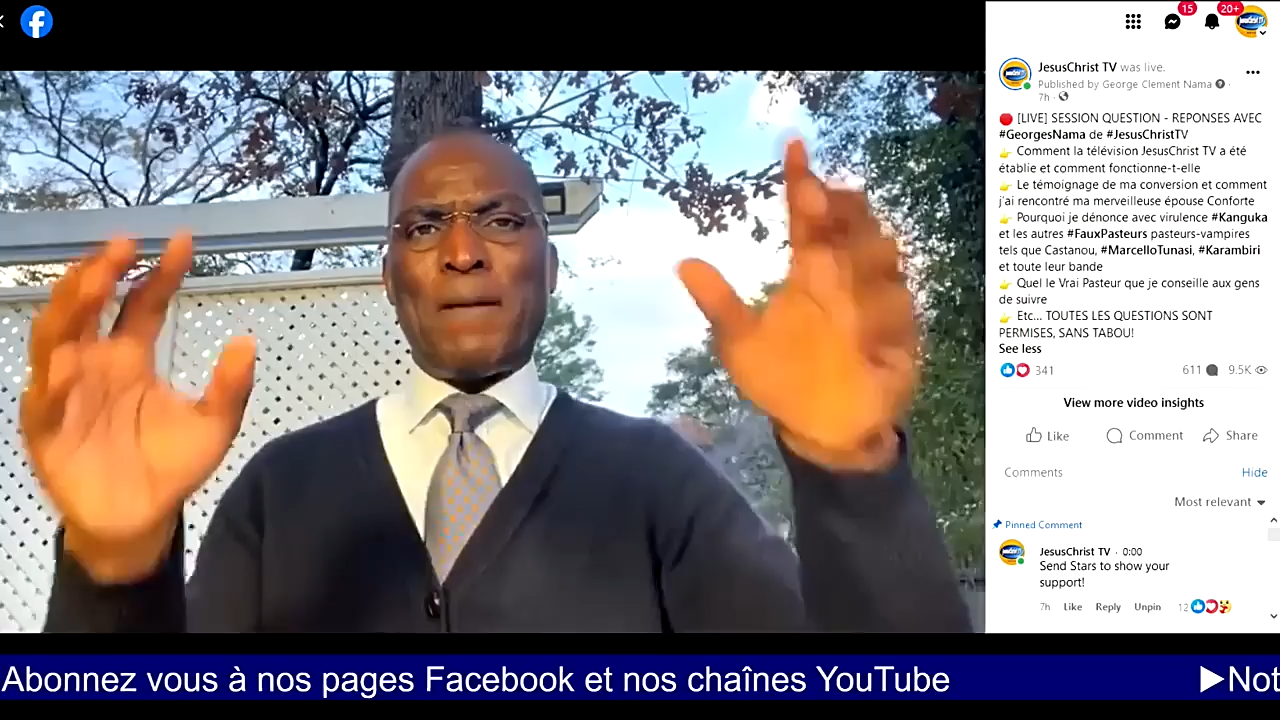 15
20+
JesusChrist TV was live.
Published by George Clement Nama
7h
[LIVE] SESSION QUESTION - REPONSES AVEC
#GeorgesNama de #JesusChristTV
👉 Comment la télévision JesusChrist TV a été
établie et comment fonctionne-t-elle
👉 Le témoignage de ma conversion et comment
j'ai rencontré ma merveilleuse épouse Conforte
👉 Pourquoi je dénonce avec virulence #Kanguka
et les autres #FauxPasteurs pasteurs-vampires
tels que Castanou, #MarcelloTunasi, #Karambiri
et toute leur bande
👉 Quel le Vrai Pasteur que je conseille aux gens
de suivre
👉 Etc... TOUTES LES QUESTIONS SONT
PERMISES, SANS TABOU!
See less
341 611 9.5K
View more video insights
Like Comment Share
Comments Hide
Most relevant
Pinned Comment
JesusChrist TV · 0:00
Send Stars to show your
support!
7h Like Reply Unpin 12
Abonnez vous à nos pages Facebook et nos chaînes YouTube ▶Not